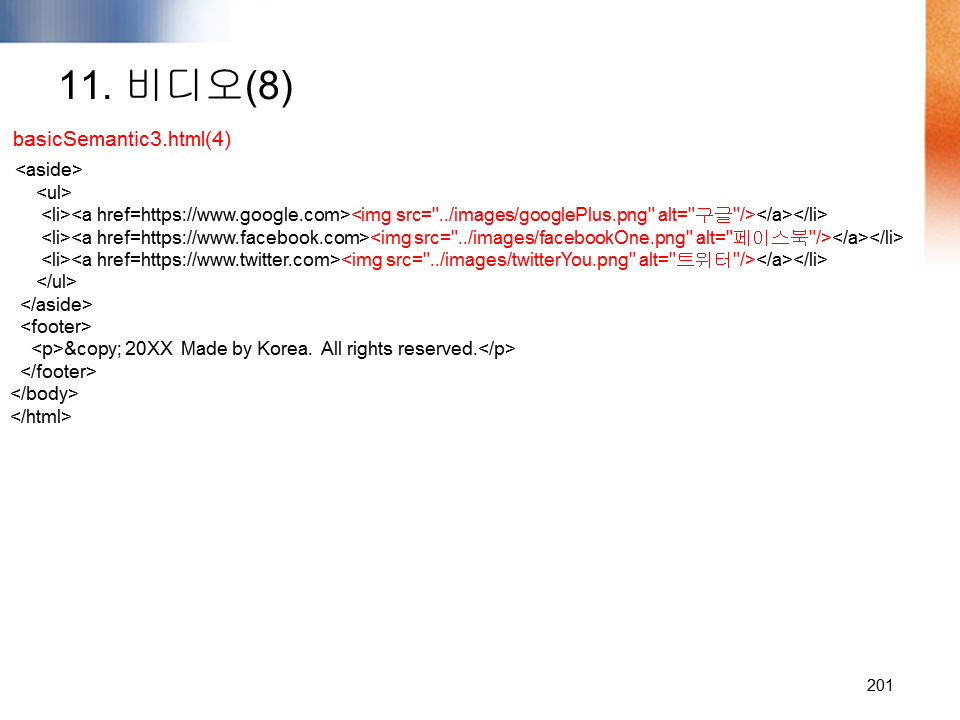 11. 비디오(8)
basicSemantic3.html(4)
<aside>
<ul>
<li><a href=https://www.google.com><img src="../images/googlePlus.png" alt="구글"/></a></li>
<li><a href=https://www.facebook.com><img src="../images/facebookOne.png" alt="페이스북"/></a></li>
<li><a href=https://www.twitter.com><img src="../images/twitterYou.png" alt="트위터"/></a></li>
</ul>
</aside>
<footer>
<p>&copy; 20XX  Made by Korea.  All rights reserved.</p>
</footer>
</body>
</html>
201